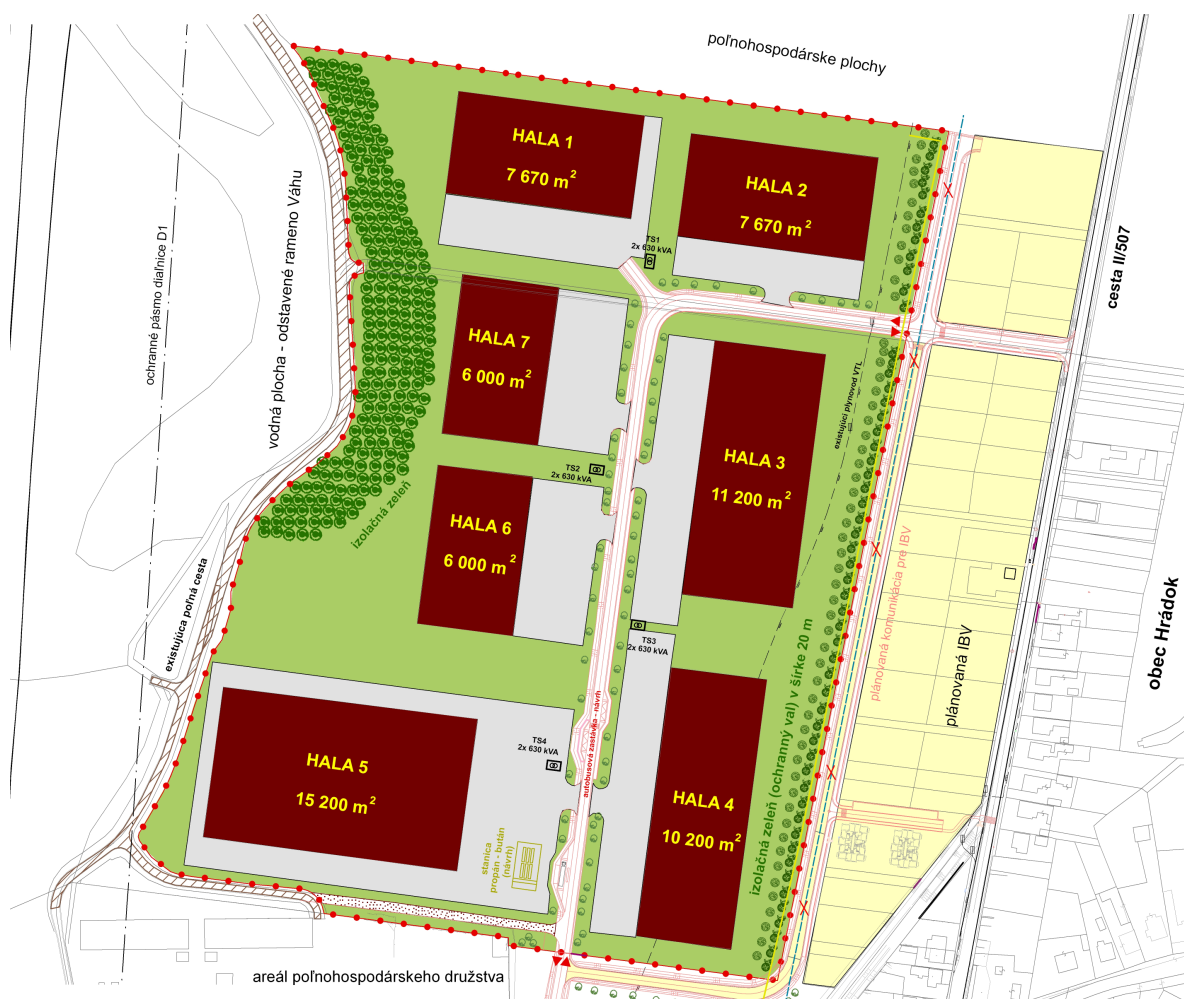 poľnohospodárske plochy
HALA 1
7 670 m²
HALA 2
7 670 m²
TS1
2x 630 kVA
ochranné pásmo diaľnice D1
vodná plocha - odstavené rameno Váhu
cesta II/507
HALA 7
6 000 m²
existujúci plynovod VTL
HALA 3
11 200 m²
TS2
2x 630 kVA
izolačná zeleň
HALA 6
6 000 m²
existujúca poľná cesta
TS3
2x 630 kVA
plánovaná komunikácia pre IBV
plánovaná IBV
obec Hrádok
izolačná zeleň (ochranný val) v šírke 20 m
autobusová zastávka - návrh
TS4
2x 630 kVA
HALA 5
15 200 m²
HALA 4
10 200 m²
stanica
propán - bután
(návrh)
areál poľnohospodárskeho družstva